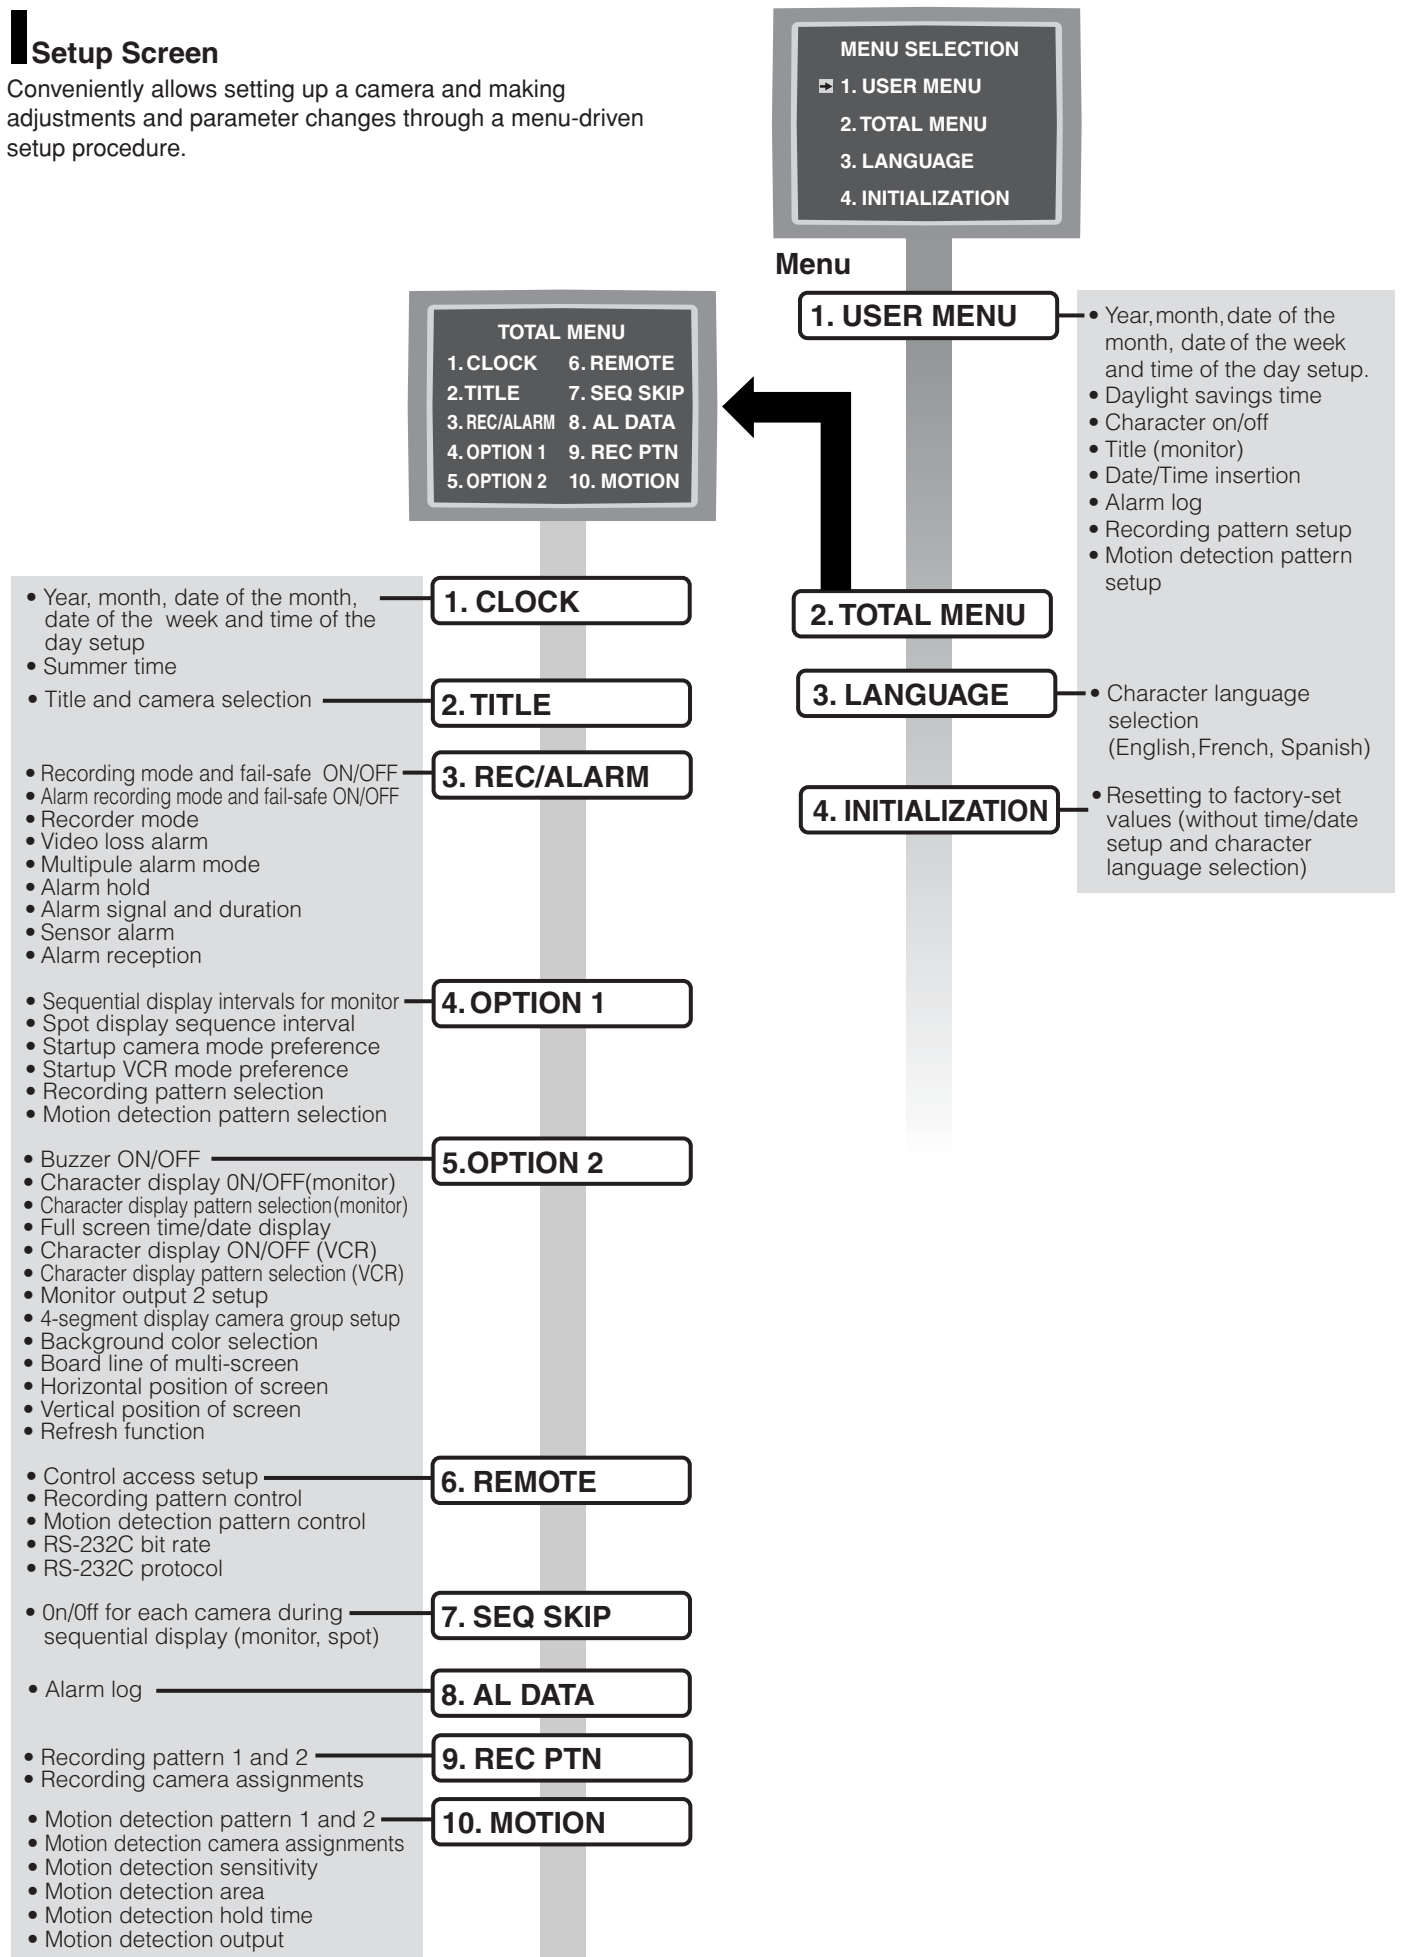 Setup Screen
Conveniently allows setting up a camera and making
adjustments and parameter changes through a menu-driven
setup procedure.
MENU SELECTION
1. USER MENU
2. TOTAL MENU
3. LANGUAGE
4. INITIALIZATION
Menu
1. USER MENU
• Year, month, date of the
month, date of the week
and time of the day setup.
• Daylight savings time
• Character on/off
• Title (monitor)
• Date/Time insertion
• Alarm log
• Recording pattern setup
• Motion detection pattern
setup
2. TOTAL MENU
3. LANGUAGE
• Character language
selection
(English, French, Spanish)
4. INITIALIZATION
• Resetting to factory-set
values (without time/date
setup and character
language selection)
TOTAL MENU
1. CLOCK 6. REMOTE
2. TITLE 7. SEQ SKIP
3. REC/ALARM 8. AL DATA
4. OPTION 1 9. REC PTN
5. OPTION 2 10. MOTION
1. CLOCK
• Year, month, date of the month,
date of the week and time of the
day setup
• Summer time
2. TITLE
• Title and camera selection
3. REC/ALARM
• Recording mode and fail-safe ON/OFF
• Alarm recording mode and fail-safe ON/OFF
• Recorder mode
• Video loss alarm
• Multipule alarm mode
• Alarm hold
• Alarm signal and duration
• Sensor alarm
• Alarm reception
4. OPTION 1
• Sequential display intervals for monitor
• Spot display sequence interval
• Startup camera mode preference
• Startup VCR mode preference
• Recording pattern selection
• Motion detection pattern selection
5.OPTION 2
• Buzzer ON/OFF
• Character display 0N/OFF(monitor)
• Character display pattern selection(monitor)
• Full screen time/date display
• Character display ON/OFF (VCR)
• Character display pattern selection (VCR)
• Monitor output 2 setup
• 4-segment display camera group setup
• Background color selection
• Board line of multi-screen
• Horizontal position of screen
• Vertical position of screen
• Refresh function
6. REMOTE
• Control access setup
• Recording pattern control
• Motion detection pattern control
• RS-232C bit rate
• RS-232C protocol
7. SEQ SKIP
• 0n/0ff for each camera during
sequential display (monitor, spot)
8. AL DATA
• Alarm log
9. REC PTN
• Recording pattern 1 and 2
• Recording camera assignments
10. MOTION
• Motion detection pattern 1 and 2
• Motion detection camera assignments
• Motion detection sensitivity
• Motion detection area
• Motion detection hold time
• Motion detection output